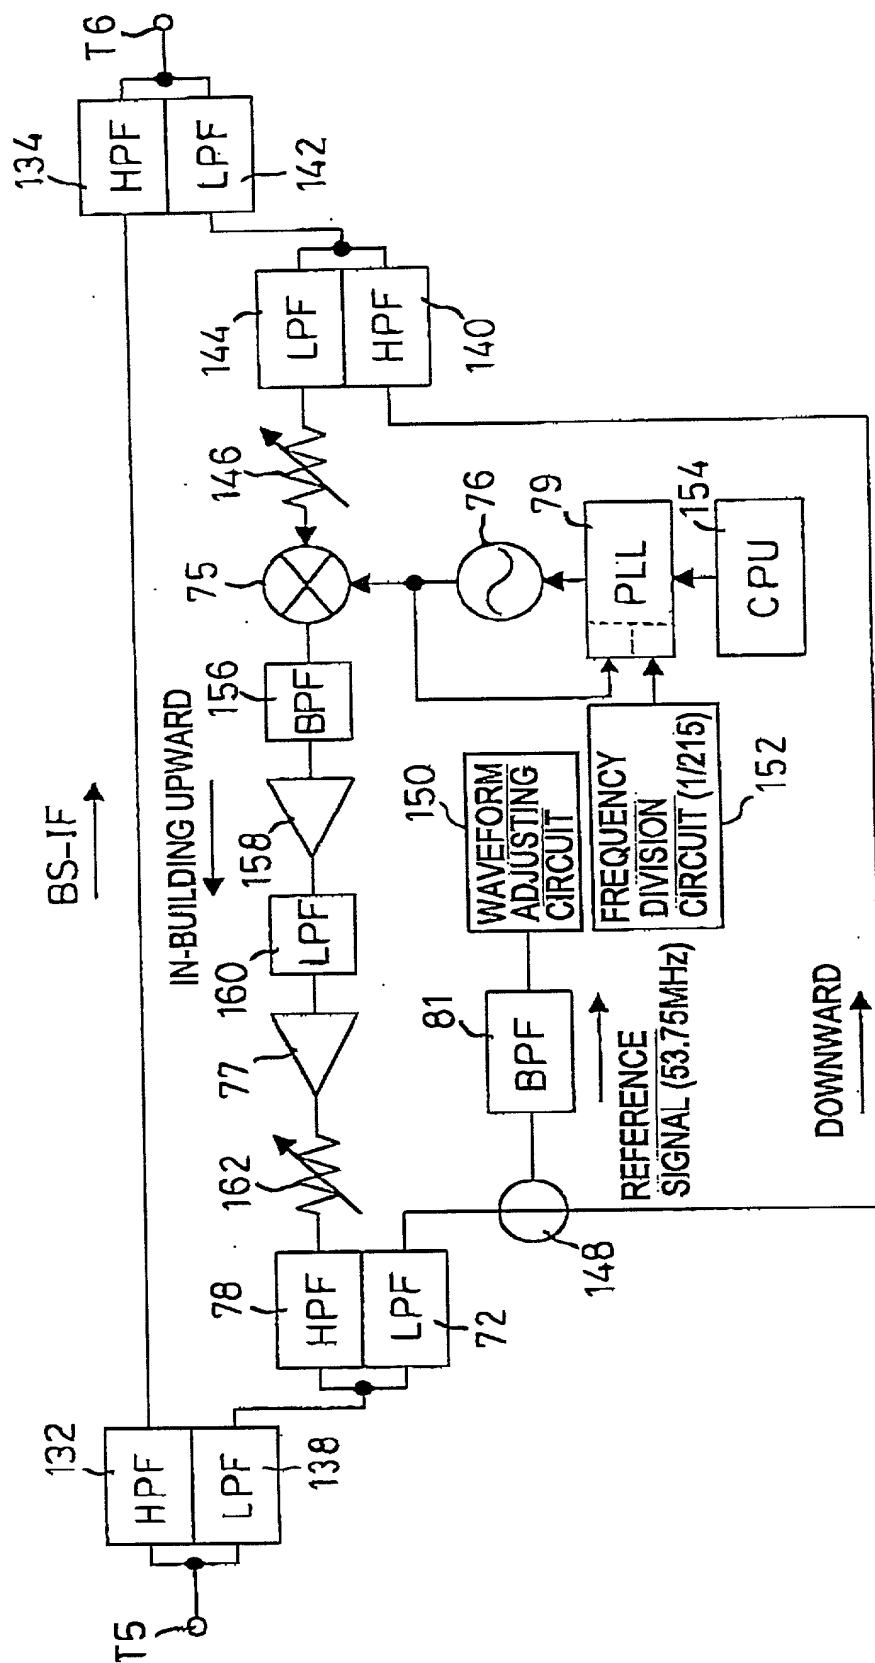 T5
132
HPF
LPF
138
BS-IF
134
HPF
LPF
142
T6
78
HPF
LPF
72
162
77
160
LPF
158
IN-BUILDING UPWARD
156
BPF
75
146
144
LPF
HPF
140
148
81
BPF
REFERENCE
SIGNAL (53.75MHz)
150
WAVEFORM
ADJUSTING
CIRCUIT
FREQUENCY
DIVISION
CIRCUIT (1/215)
152
76
79
PLL
154
CPU
DOWNWARD